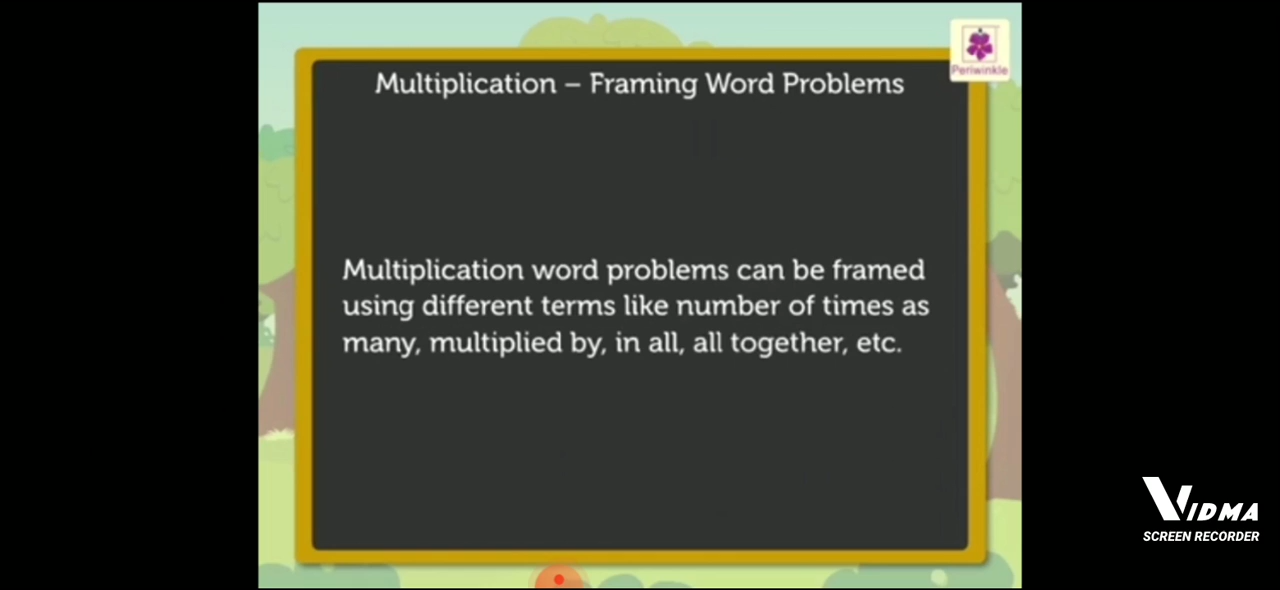 Periwinkle
Multiplication – Framing Word Problems
Multiplication word problems can be framed
using different terms like number of times as
many, multiplied by, in all, all together, etc.
VIDMA
SCREEN RECORDER